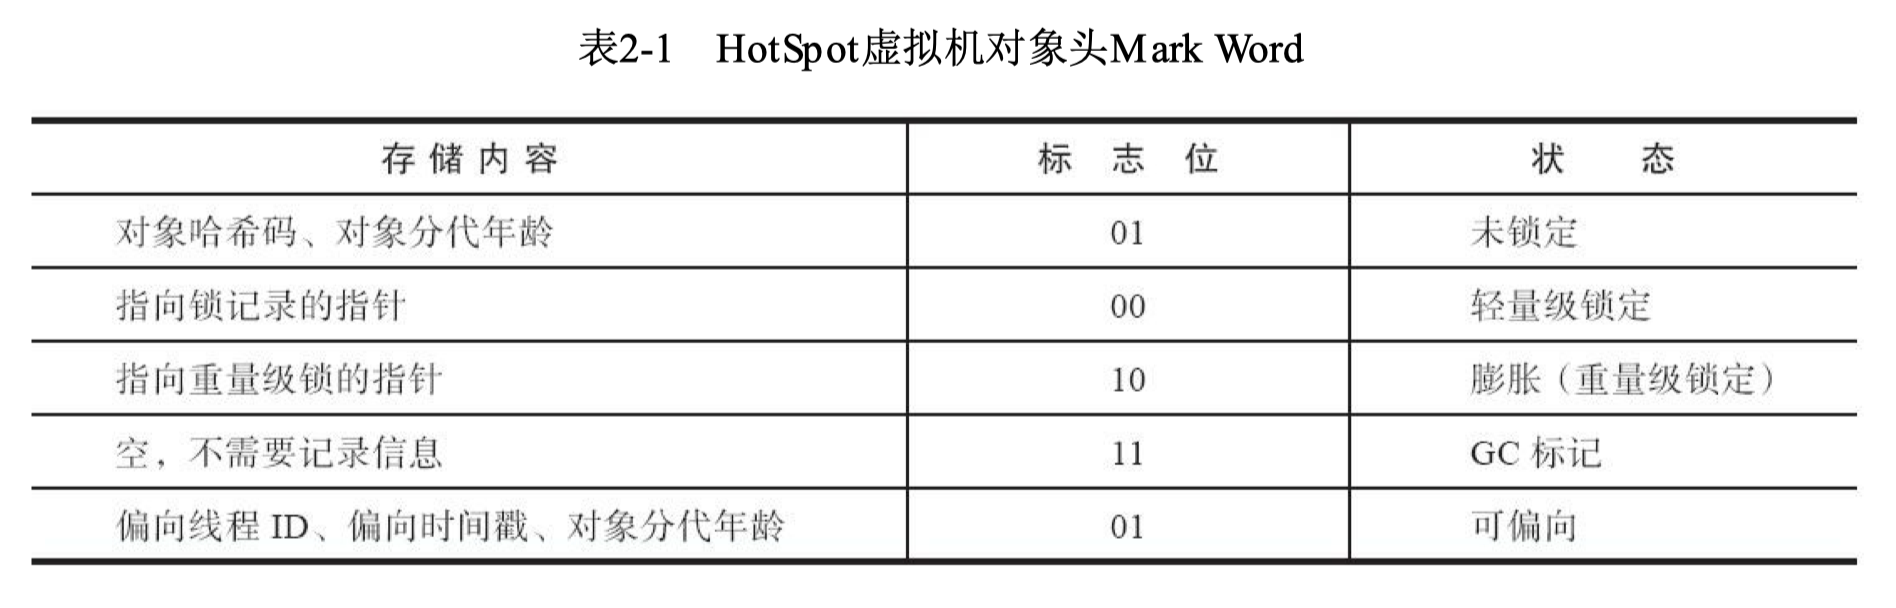 表2-1 HotSpot虚拟机对象头Mark Word
存储内容 标志位 状态
对象哈希码、对象分代年龄 01 未锁定
指向锁记录的指针 00 轻量级锁定
指向重量级锁的指针 10 膨胀（重量级锁定）
空，不需要记录信息 11 GC 标记
偏向线程 ID、偏向时间戳、对象分代年龄 01 可偏向